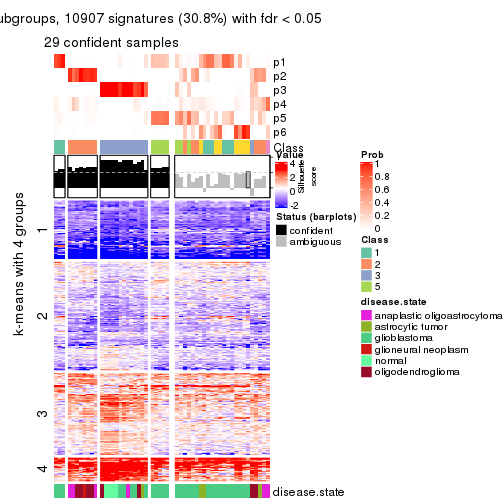 ubgroups, 10907 signatures (30.8%) with fdr < 0.05
29 confident samples
p1
p2
p3
p4
p5
p6
Class
k-means with 4 groups
1
2
3
4
disease.state
Value
4
2
0
-2
Silhouette
score
Status (barplots)
confident
ambiguous
Prob
1
0.8
0.6
0.4
0.2
0
Class
1
2
3
5
disease.state
anaplastic oligoastrocytoma
astrocytic tumor
glioblastoma
glioneural neoplasm
normal
oligodendroglioma